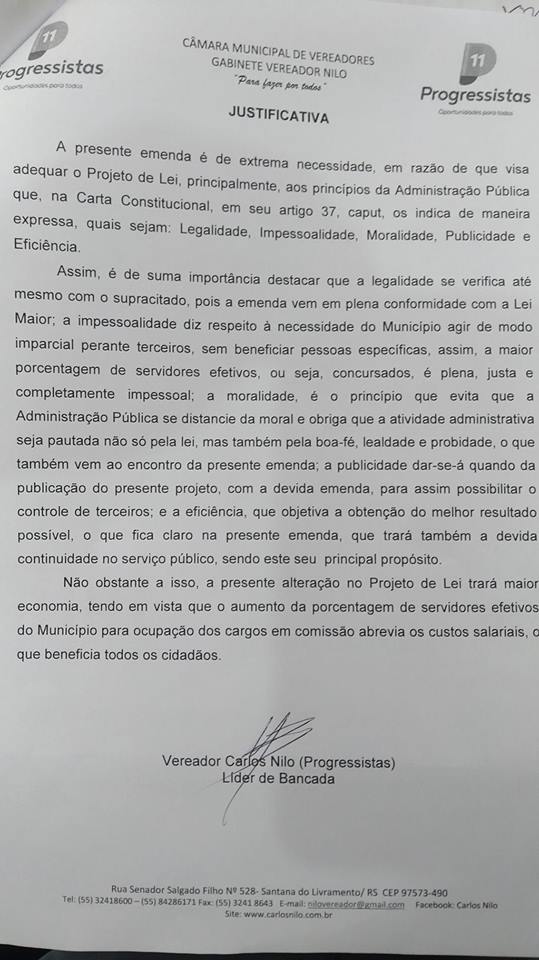 11
Progressistas
Oportunidades para todos
CÂMARA MUNICIPAL DE VEREADORES
GABINETE VEREADOR NILO
"Para fazer por todos"
11
Progressistas
Oportunidades para todos
JUSTIFICATIVA
A presente emenda é de extrema necessidade, em razão de que visa
adequar o Projeto de Lei, principalmente, aos princípios da Administração Pública
que, na Carta Constitucional, em seu artigo 37, caput, os indica de maneira
expressa, quais sejam: Legalidade, Impessoalidade, Moralidade, Publicidade e
Eficiência.
Assim, é de suma importância destacar que a legalidade se verifica até
mesmo com o supracitado, pois a emenda vem em plena conformidade com a Lei
Maior; a impessoalidade diz respeito à necessidade do Município agir de modo
imparcial perante terceiros, sem beneficiar pessoas específicas, assim, a maior
porcentagem de servidores efetivos, ou seja, concursados, é plena, justa e
completamente impessoal; a moralidade, é o princípio que evita que a
Administração Pública se distancie da moral e obriga que a atividade administrativa
seja pautada não só pela lei, mas também pela boa-fé, lealdade e probidade, o que
também vem ao encontro da presente emenda; a publicidade dar-se-á quando da
publicação do presente projeto, com a devida emenda, para assim possibilitar o
controle de terceiros; e a eficiência, que objetiva a obtenção do melhor resultado
possível, o que fica claro na presente emenda, que trará também a devida
continuidade no serviço público, sendo este seu principal propósito.
Não obstante a isso, a presente alteração no Projeto de Lei trará maior
economia, tendo em vista que o aumento da porcentagem de servidores efetivos
do Município para ocupação dos cargos em comissão abrevia os custos salariais, o
que beneficia todos os cidadãos.
Vereador Carlos Nilo (Progressistas)
Líder de Bancada
Rua Senador Salgado Filho Nº 528- Santana do Livramento/ RS CEP 97573-490
Tel: (55) 32418600 – (55) 84286171 Fax: (55) 3241 8643 E-mail: nilovereador@gmail.com Facebook: Carlos Nilo
Site: www.carlosnilo.com.br